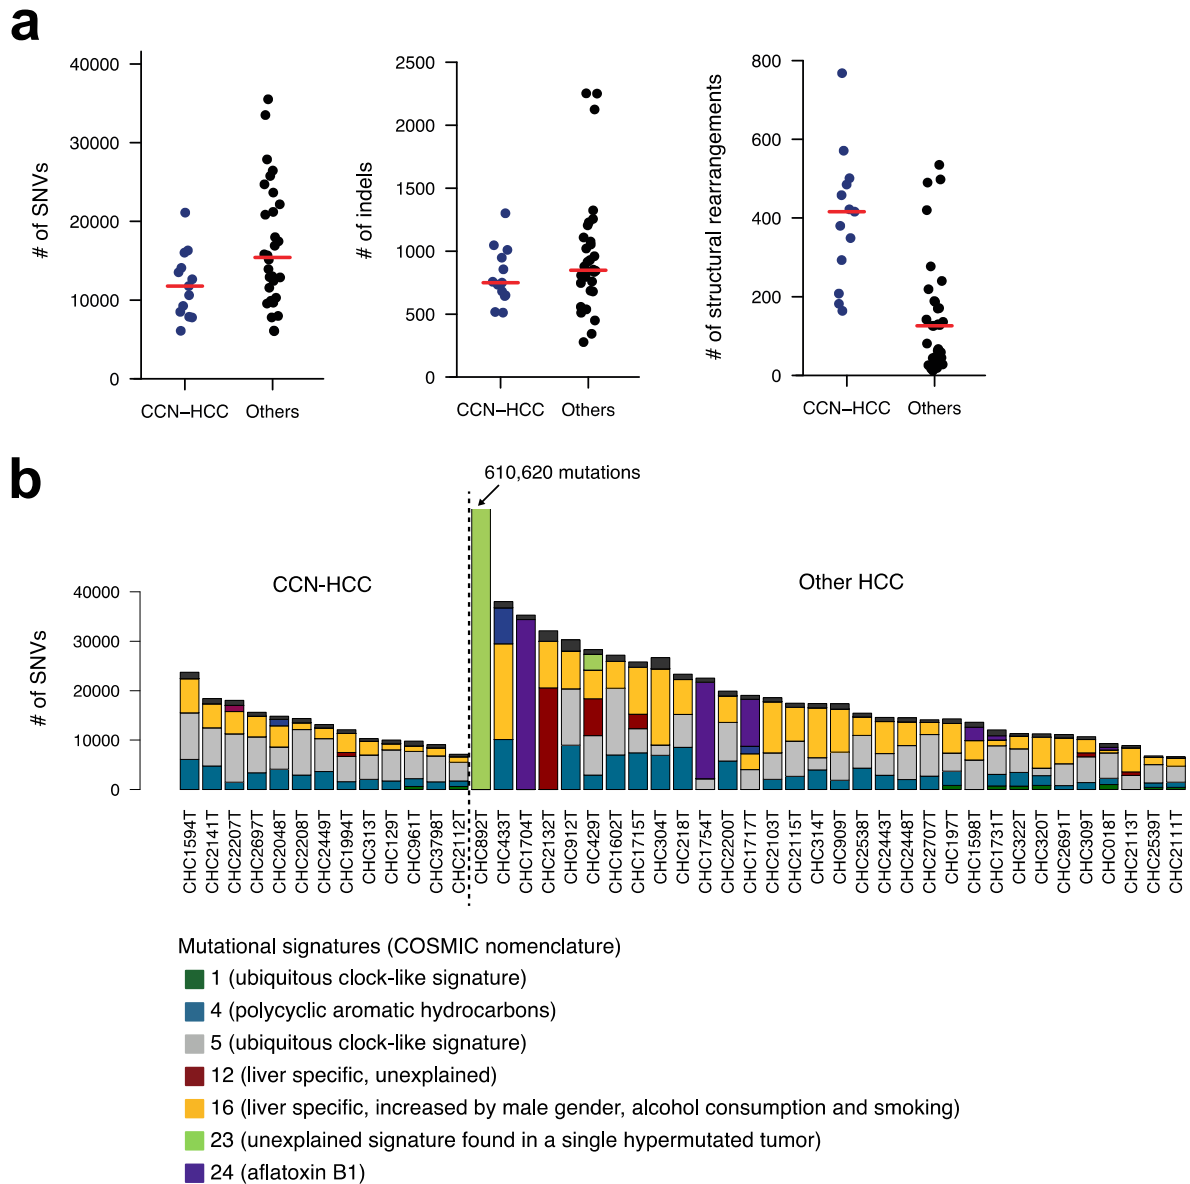 a
40000
30000
20000
10000
0
# of SNVs
CCN–HCC
Others
2500
2000
1500
1000
500
0
# of indels
CCN–HCC
Others
800
600
400
200
0
# of structural rearrangements
CCN–HCC
Others
b
610,620 mutations
CCN-HCC
Other HCC
40000
30000
20000
10000
0
# of SNVs
CHC1594T
CHC2141T
CHC2207T
CHC2697T
CHC2048T
CHC2208T
CHC2449T
CHC1994T
CHC313T
CHC129T
CHC961T
CHC3798T
CHC2112T
CHC892T
CHC433T
CHC1704T
CHC2132T
CHC912T
CHC429T
CHC1602T
CHC1715T
CHC304T
CHC218T
CHC1754T
CHC2200T
CHC1717T
CHC2103T
CHC2115T
CHC314T
CHC909T
CHC2538T
CHC2443T
CHC2448T
CHC2707T
CHC197T
CHC1598T
CHC1731T
CHC322T
CHC320T
CHC2691T
CHC309T
CHC018T
CHC2113T
CHC2539T
CHC2111T
Mutational signatures (COSMIC nomenclature)
1 (ubiquitous clock-like signature)
4 (polycyclic aromatic hydrocarbons)
5 (ubiquitous clock-like signature)
12 (liver specific, unexplained)
16 (liver specific, increased by male gender, alcohol consumption and smoking)
23 (unexplained signature found in a single hypermutated tumor)
24 (aflatoxin B1)